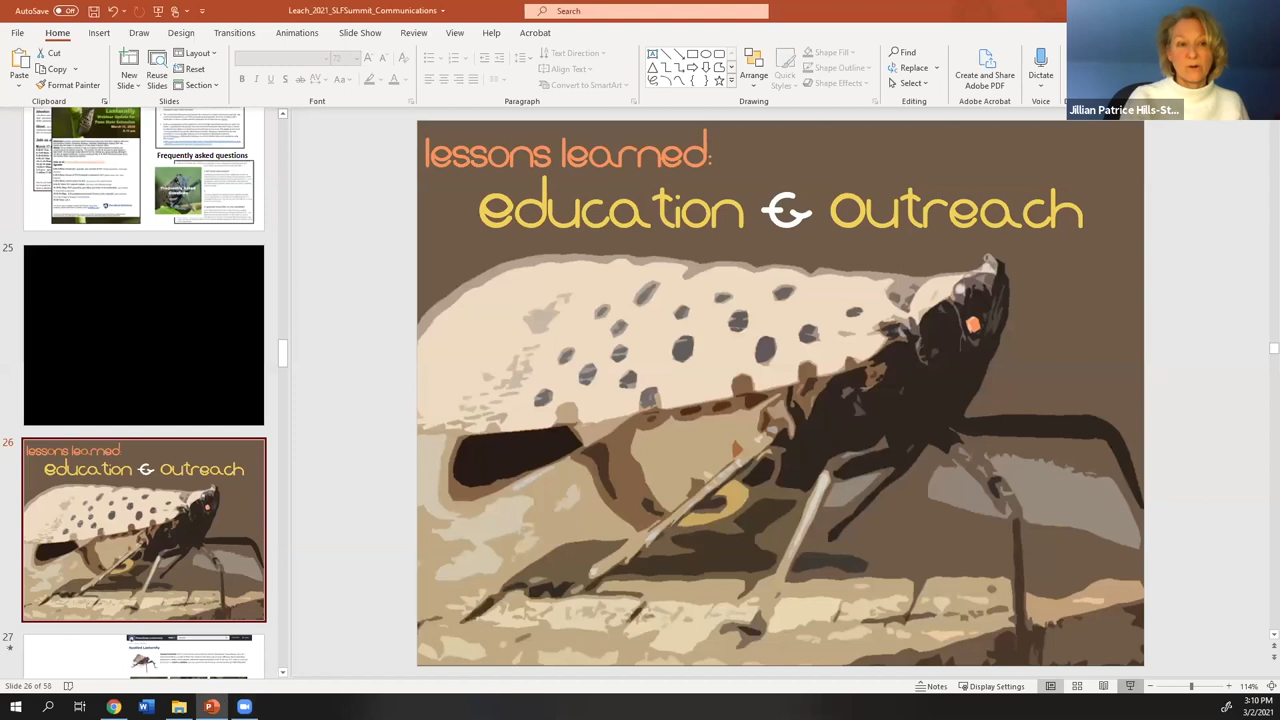 AutoSave
Off
Leach_2021_SLFSummit_Communications
Search
File
Home
Insert
Draw
Design
Transitions
Animations
Slide Show
Review
View
Help
Acrobat
Paste
Cut
Copy
Format Painter
Clipboard
New
Slide
Reuse
Slides
Layout
Reset
Section
Slides
72
Font
Text Direction
Align Text
Convert to SmartArt
Paragraph
Arrange
Quick
Styles
Shape Fill
Shape Outline
Shape Effects
Drawing
Find
Replace
Select
Editing
Create and Share
Adobe PDF
Adobe Acrobat
Dictate
Voice
Jillian Patrice Hills-St...
Frequently asked questions
25
26
lessons learned:
education & outreach
27
Spotted Lanternfly
lessons learned:
education & outreach
Slide 26 of 58
Notes
Display Settings
114%
3:10 PM
3/2/2021